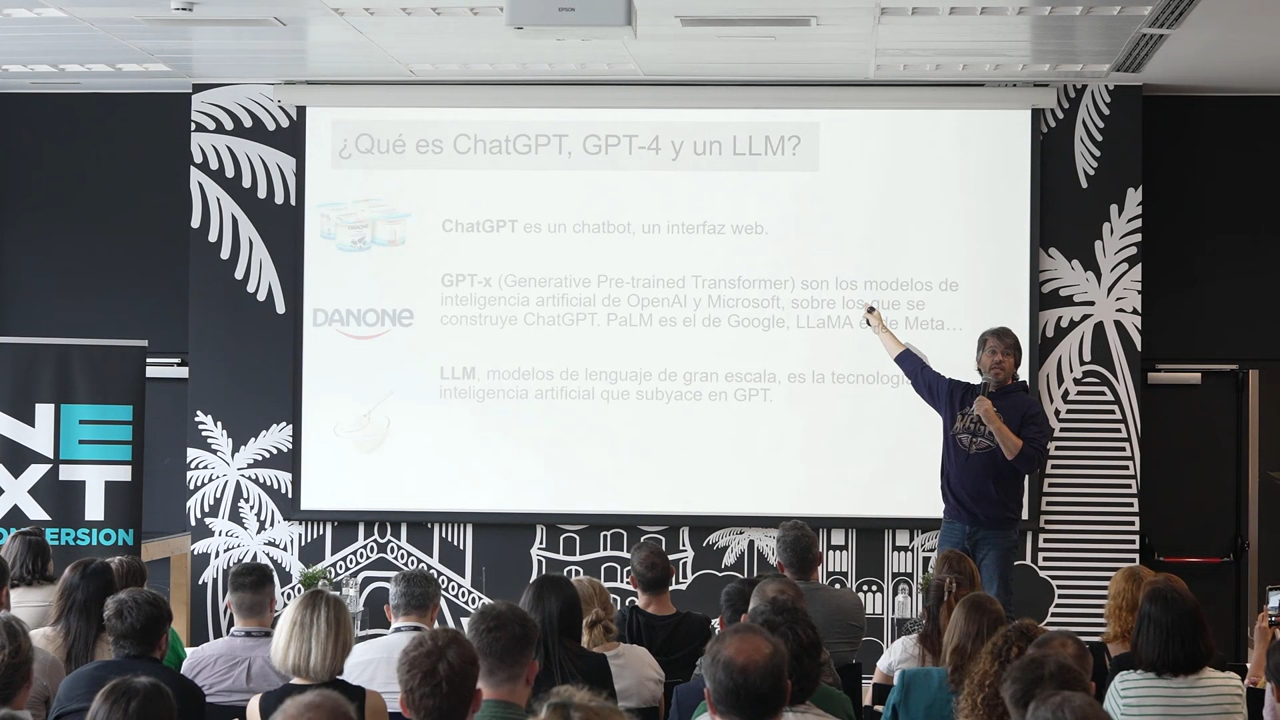 EPSON
¿Qué es ChatGPT, GPT-4 y un LLM?
ChatGPT es un chatbot, un interfaz web.
GPT-x (Generative Pre-trained Transformer) son los modelos de
inteligencia artificial de OpenAI y Microsoft, sobre los que se
construye ChatGPT. PaLM es el de Google, LLaMA de Meta...
DANONE
LLM, modelos de lenguaje de gran escala, es la
inteligencia artificial que subyace en GPT.
NE
XT